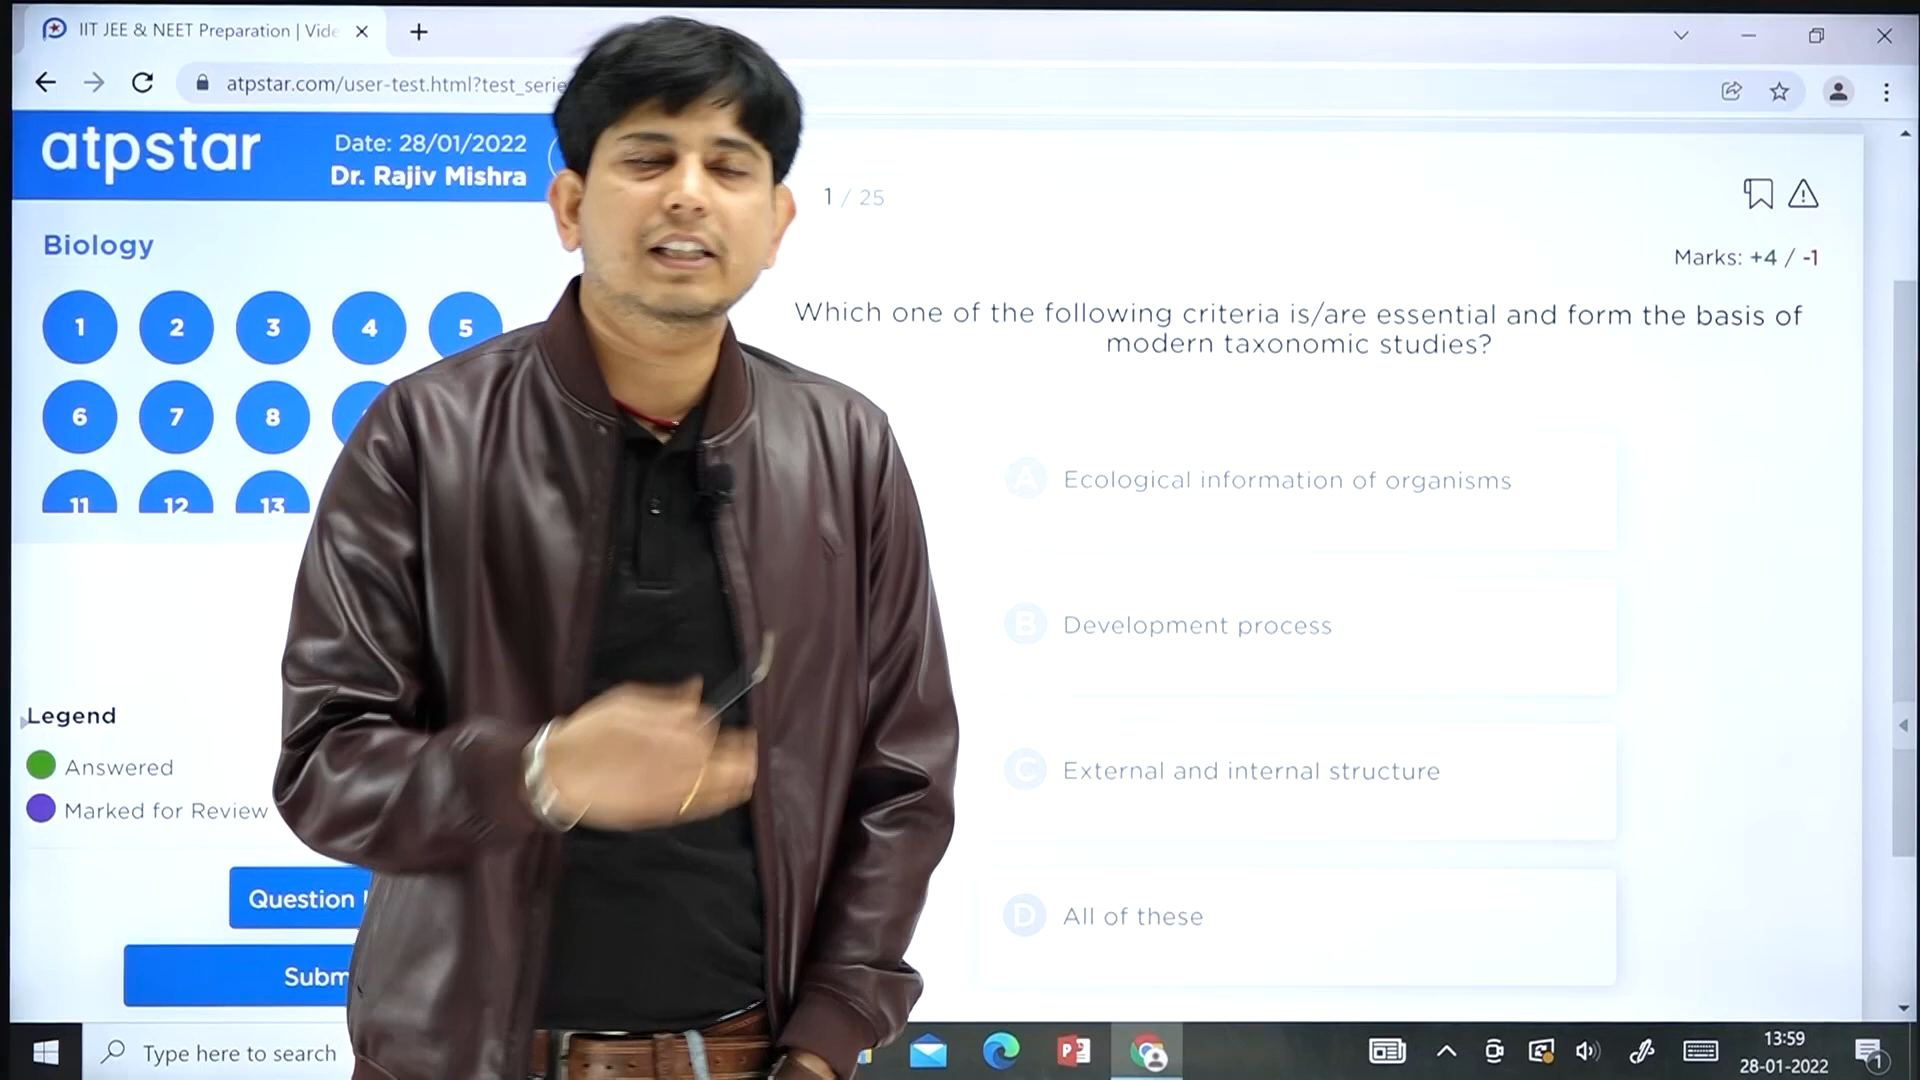 IIT JEE & NEET Preparation | Vide
atpstar.com/user-test.html?test_serie
atpstar
Date: 28/01/2022
Dr. Rajiv Mishra
1 / 25
Biology
Marks: +4 / -1
1 2 3 4 5
6 7 8
11 12 13
Which one of the following criteria is/are essential and form the basis of
modern taxonomic studies?
A Ecological information of organisms
B Development process
C External and internal structure
D All of these
Legend
Answered
Marked for Review
Question
Subm
Type here to search
13:59
28-01-2022
1